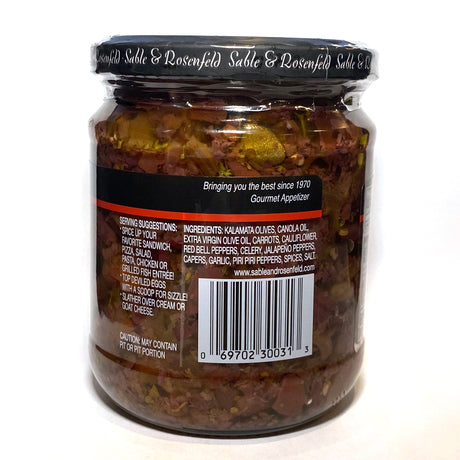 Rosenfeld Sable & Rosenfeld Sable & Rosenfeld Sable &
Bringing you the best since 1970
Gourmet Appetizer
SERVING SUGGESTIONS:
* SPICE UP YOUR
FAVORITE SANDWICH,
PIZZA, SALAD,
PASTA, CHICKEN OR
GRILLED FISH ENTRÉE!
* TOP DEVILED EGGS
WITH A SCOOP FOR SIZZLE!
* SLATHER OVER CREAM OR
GOAT CHEESE.
CAUTION: MAY CONTAIN
PIT OR PIT PORTION
INGREDIENTS: KALAMATA OLIVES, CANOLA OIL,
EXTRA VIRGIN OLIVE OIL, CARROTS, CAULIFLOWER,
RED BELL PEPPERS, CELERY, JALAPENO PEPPERS,
CAPERS, GARLIC, PIRI PIRI PEPPERS, SPICES, SALT.
www.sableandrosenfeld.com
0 69702 30031 3